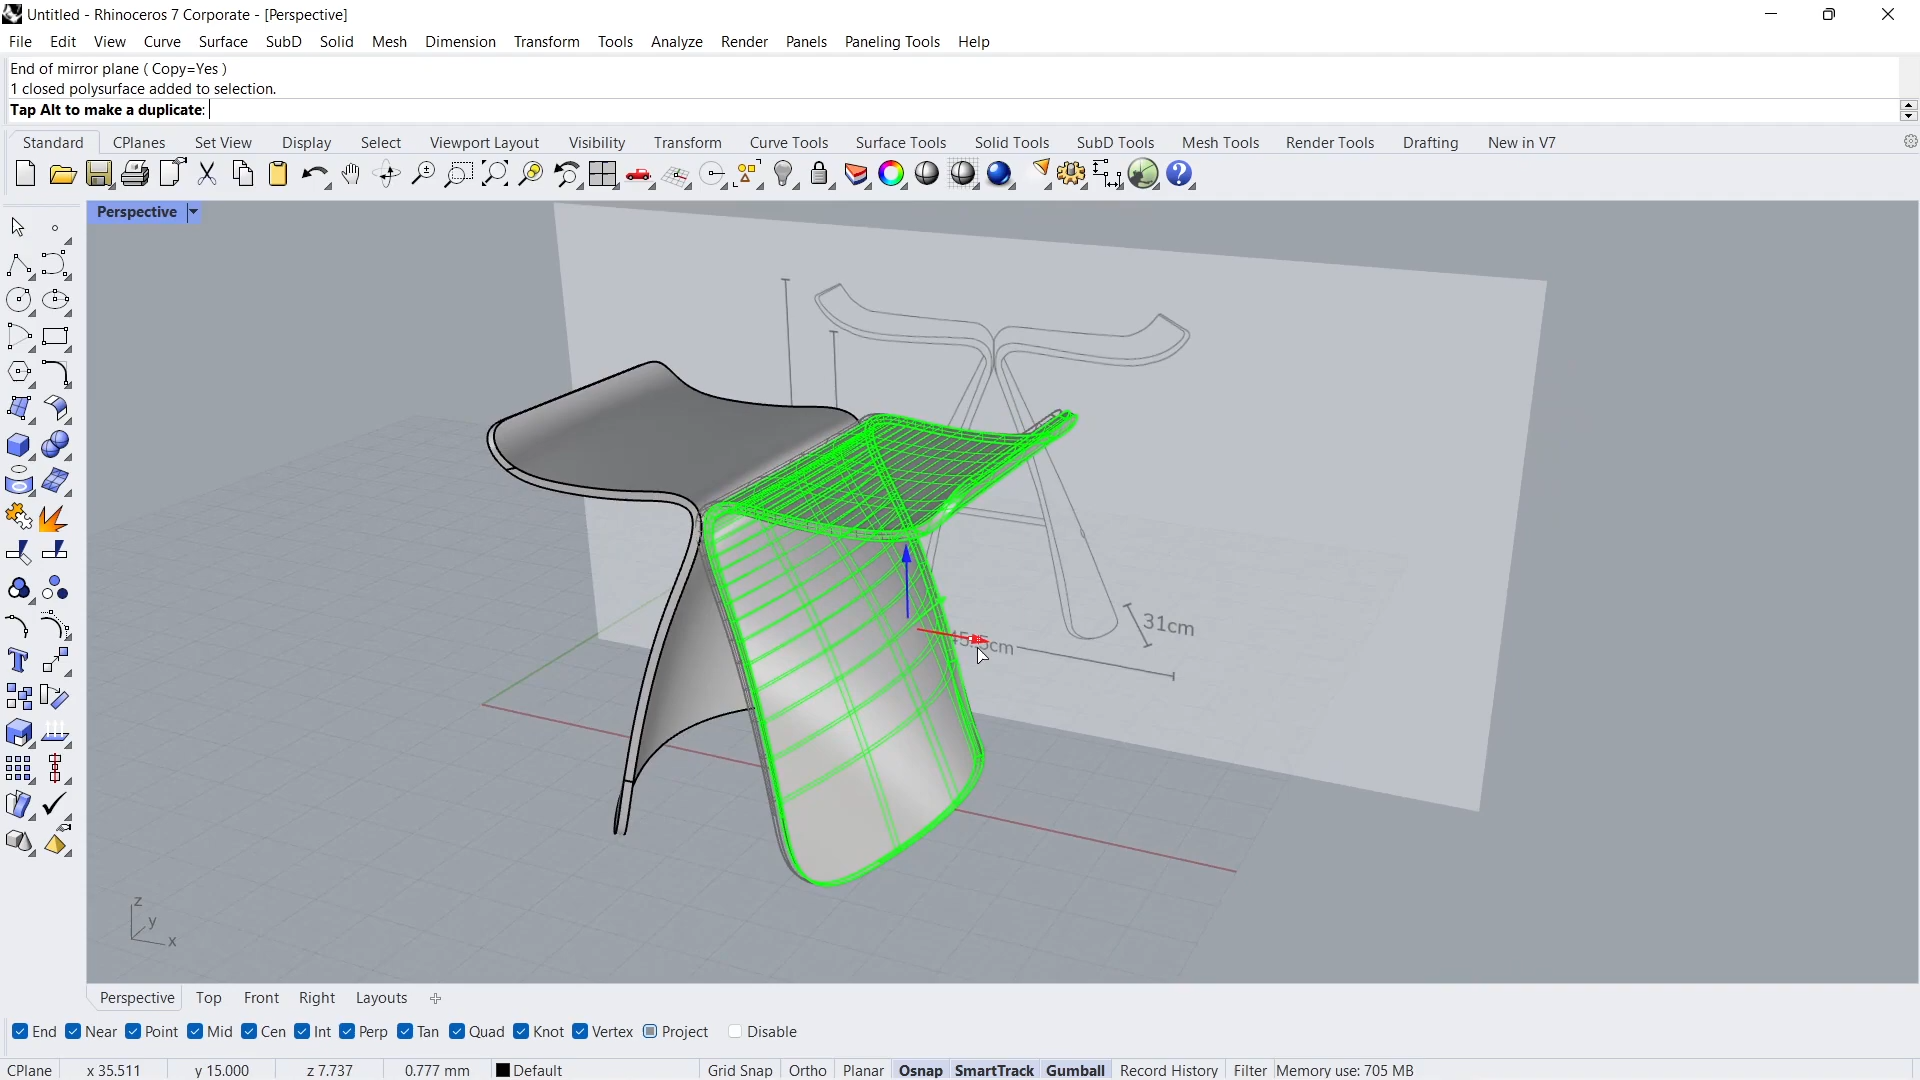 Untitled - Rhinoceros 7 Corporate - [Perspective]
File Edit View Curve Surface SubD Solid Mesh Dimension Transform Tools Analyze Render Panels Paneling Tools Help
End of mirror plane ( Copy=Yes )
1 closed polysurface added to selection.
Tap Alt to make a duplicate:
Standard CPlanes Set View Display Select Viewport Layout Visibility Transform Curve Tools Surface Tools Solid Tools SubD Tools Mesh Tools Render Tools Drafting New in V7
Perspective
31cm
z
y
x
Perspective Top Front Right Layouts
End Near Point Mid Cen Int Perp Tan Quad Knot Vertex Project Disable
CPlane x 35.511 y 15.000 z 7.737 0.777 mm Default Grid Snap Ortho Planar Osnap SmartTrack Gumball Record History Filter Memory use: 705 MB